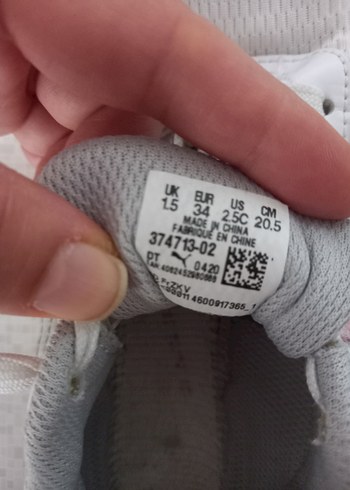 UK EUR US CM
1.5 34 2.5C 20.5
MADE IN CHINA
FABRIQUE EN CHINE
374713-02
PT 0420